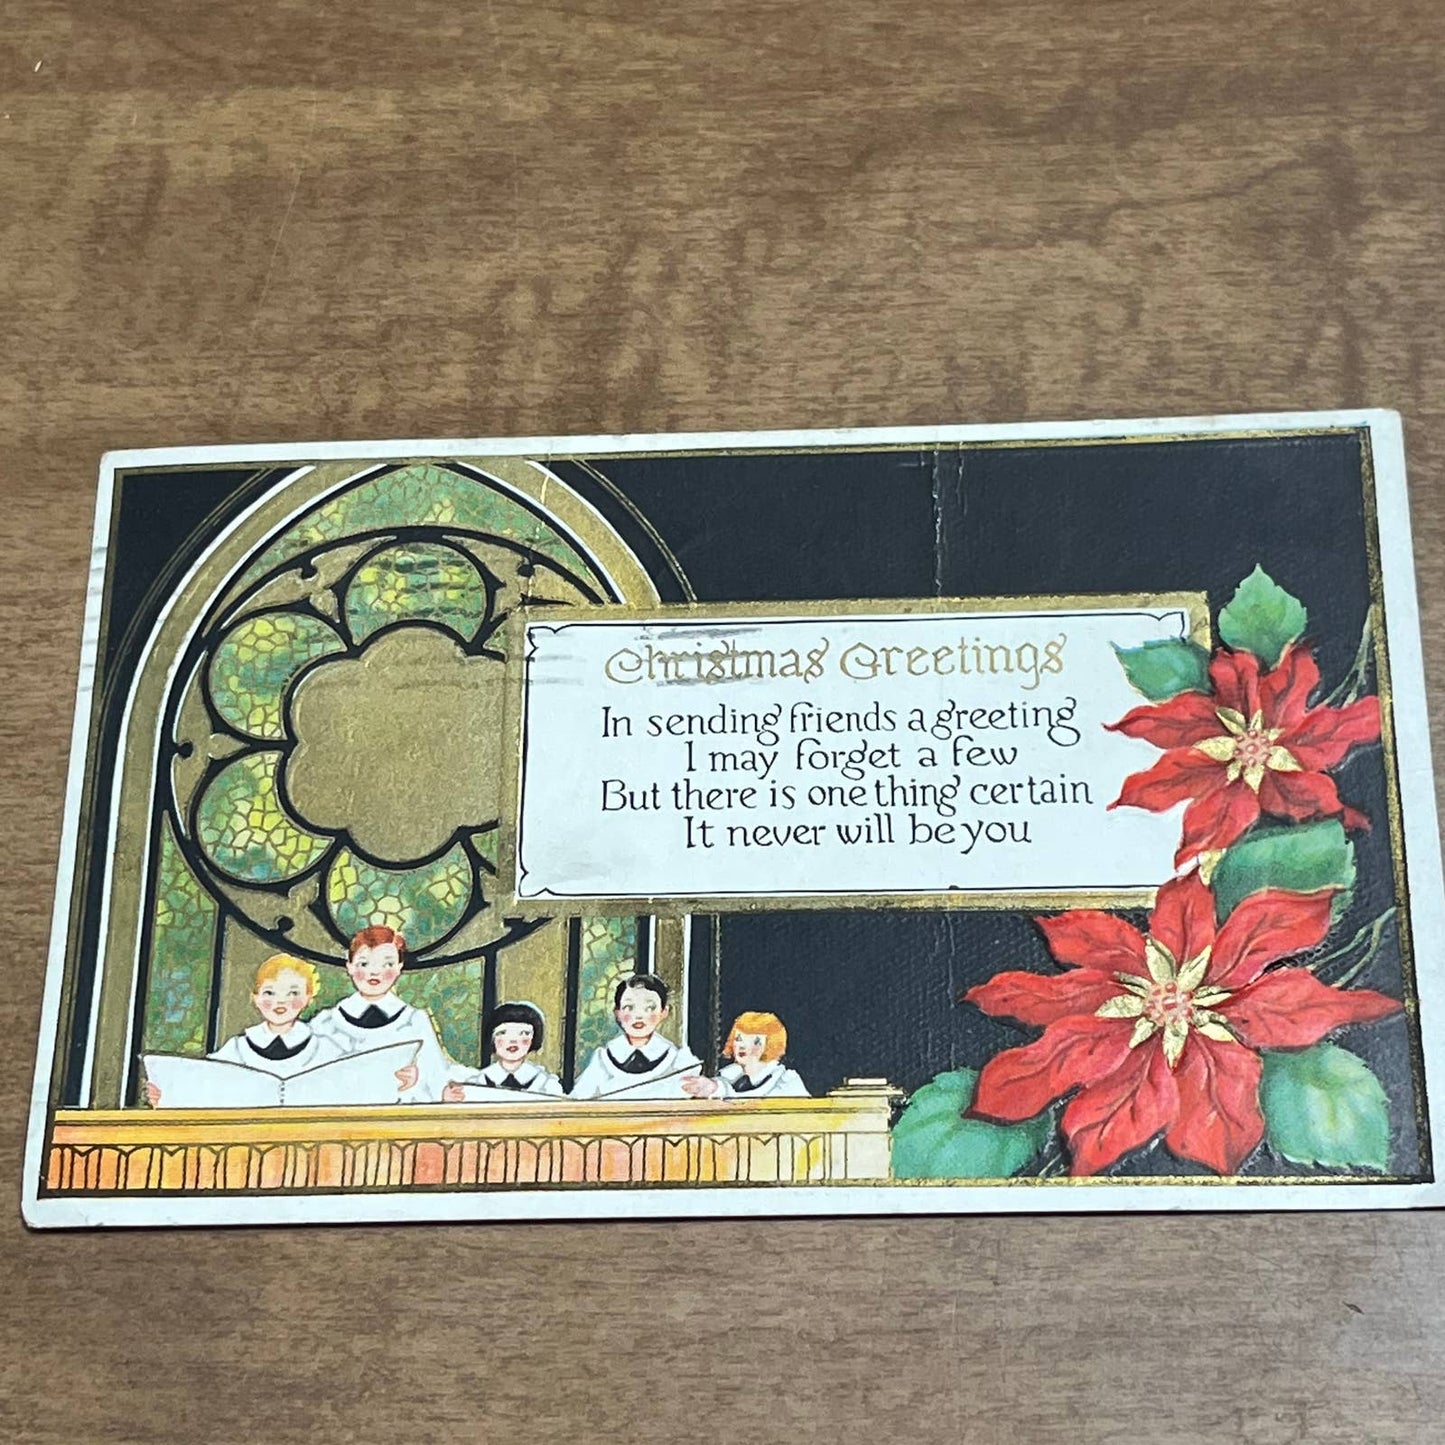 Christmas Greetings
In sending friends a greeting
I may forget a few
But there is one thing certain
It never will be you